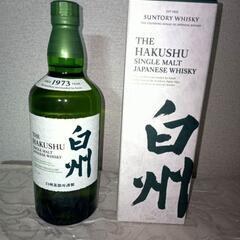 SINCE 1973
THE
HAKUSHU
SINGLE MALT
JAPANESE WHISKY
白州
SUNTORY WHISKY
THE
HAKUSHU
SINGLE MALT
JAPANESE WHISKY
白州